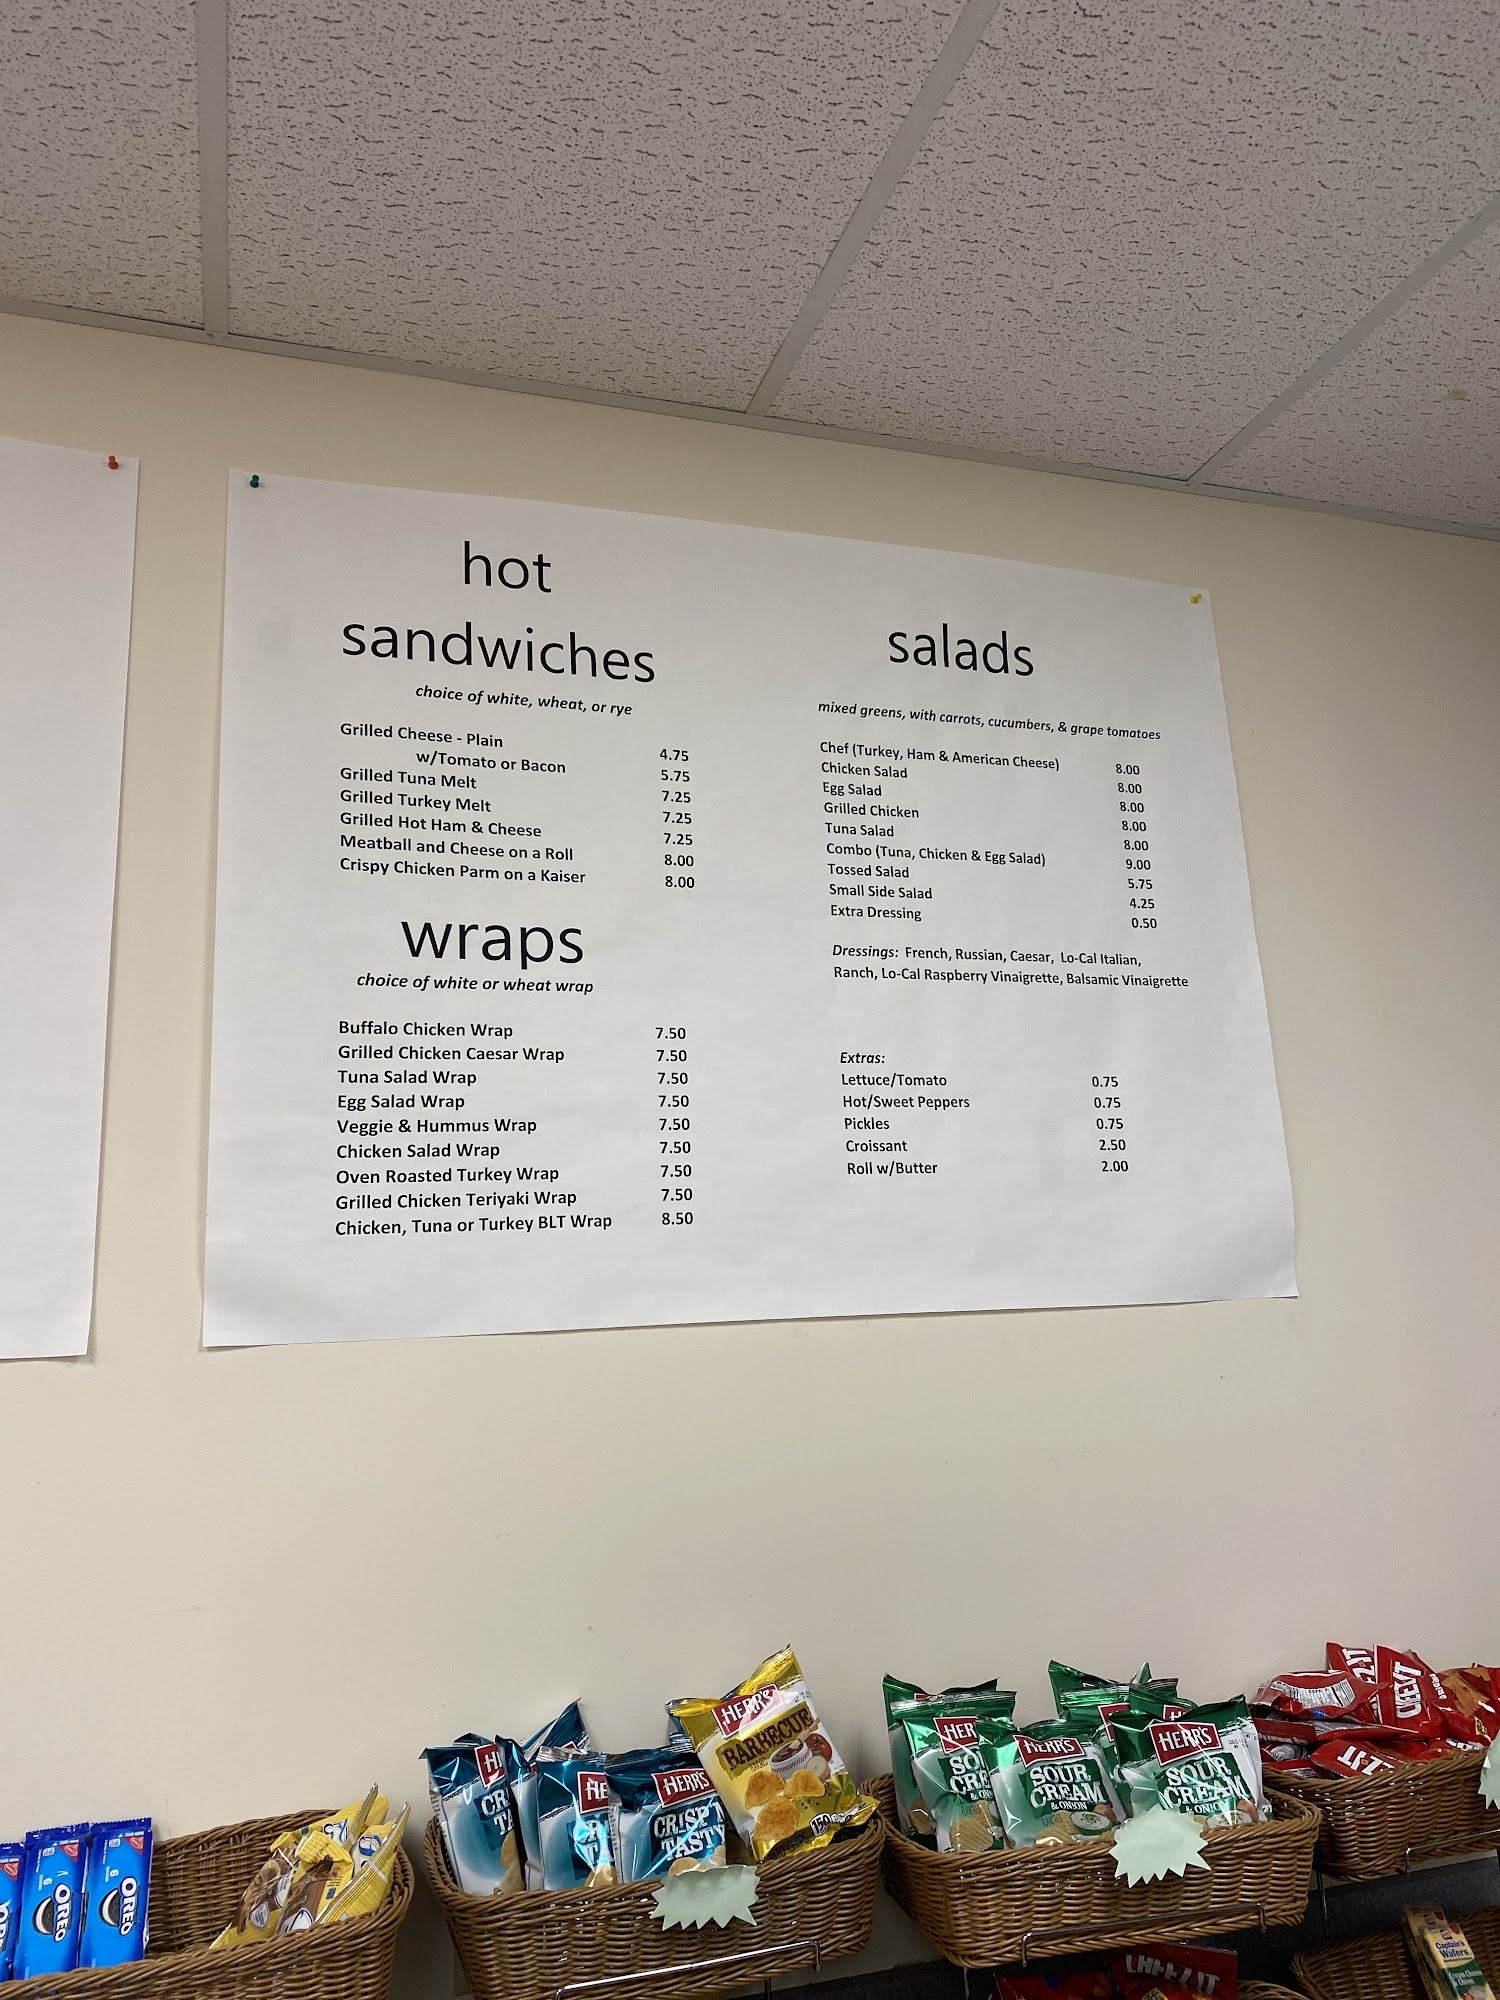 hot
sandwiches
choice of white, wheat, or rye
Grilled Cheese - Plain 4.75
w/Tomato or Bacon 5.75
Grilled Tuna Melt 7.25
Grilled Turkey Melt 7.25
Grilled Hot Ham & Cheese 7.25
Meatball and Cheese on a Roll 8.00
Crispy Chicken Parm on a Kaiser 8.00
wraps
choice of white or wheat wrap
Buffalo Chicken Wrap 7.50
Grilled Chicken Caesar Wrap 7.50
Tuna Salad Wrap 7.50
Egg Salad Wrap 7.50
Veggie & Hummus Wrap 7.50
Chicken Salad Wrap 7.50
Oven Roasted Turkey Wrap 7.50
Grilled Chicken Teriyaki Wrap 7.50
Chicken, Tuna or Turkey BLT Wrap 8.50
salads
mixed greens, with carrots, cucumbers, & grape tomatoes
Chef (Turkey, Ham & American Cheese) 8.00
Chicken Salad 8.00
Egg Salad 8.00
Grilled Chicken 8.00
Tuna Salad 8.00
Combo (Tuna, Chicken & Egg Salad) 9.00
Tossed Salad 5.75
Small Side Salad 4.25
Extra Dressing 0.50
Dressings: French, Russian, Caesar, Lo-Cal Italian,
Ranch, Lo-Cal Raspberry Vinaigrette, Balsamic Vinaigrette
Extras:
Lettuce/Tomato 0.75
Hot/Sweet Peppers 0.75
Pickles 0.75
Croissant 2.50
Roll w/Butter 2.00
OREO
OREO
HERR'S
CRISP N
TASTY
HERR'S
BARBECUE
HERR'S
SOUR
CREAM
& ONION
HERR'S
SOUR
CREAM
& ONION
CHEEZ-IT
CHEEZ-IT
Captain's
Wafers
Cream Cheese
& Chives